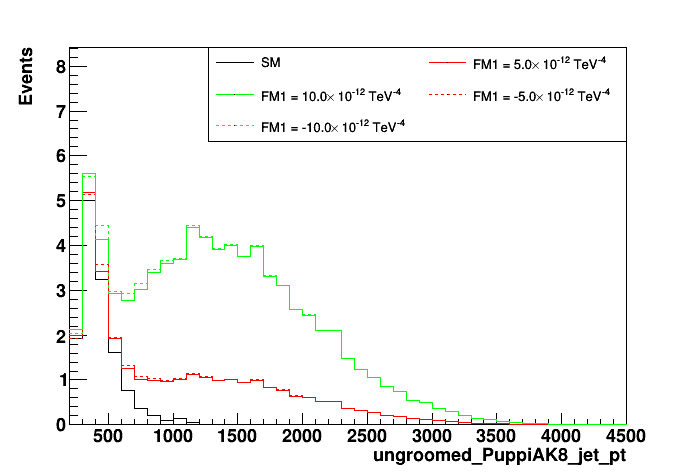 Events
SM
FM1 = 5.0× 10⁻¹² TeV⁻⁴
FM1 = 10.0× 10⁻¹² TeV⁻⁴
FM1 = -5.0× 10⁻¹² TeV⁻⁴
FM1 = -10.0× 10⁻¹² TeV⁻⁴
8
7
6
5
4
3
2
1
0
500 1000 1500 2000 2500 3000 3500 4000 4500
ungroomed_PuppiAK8_jet_pt